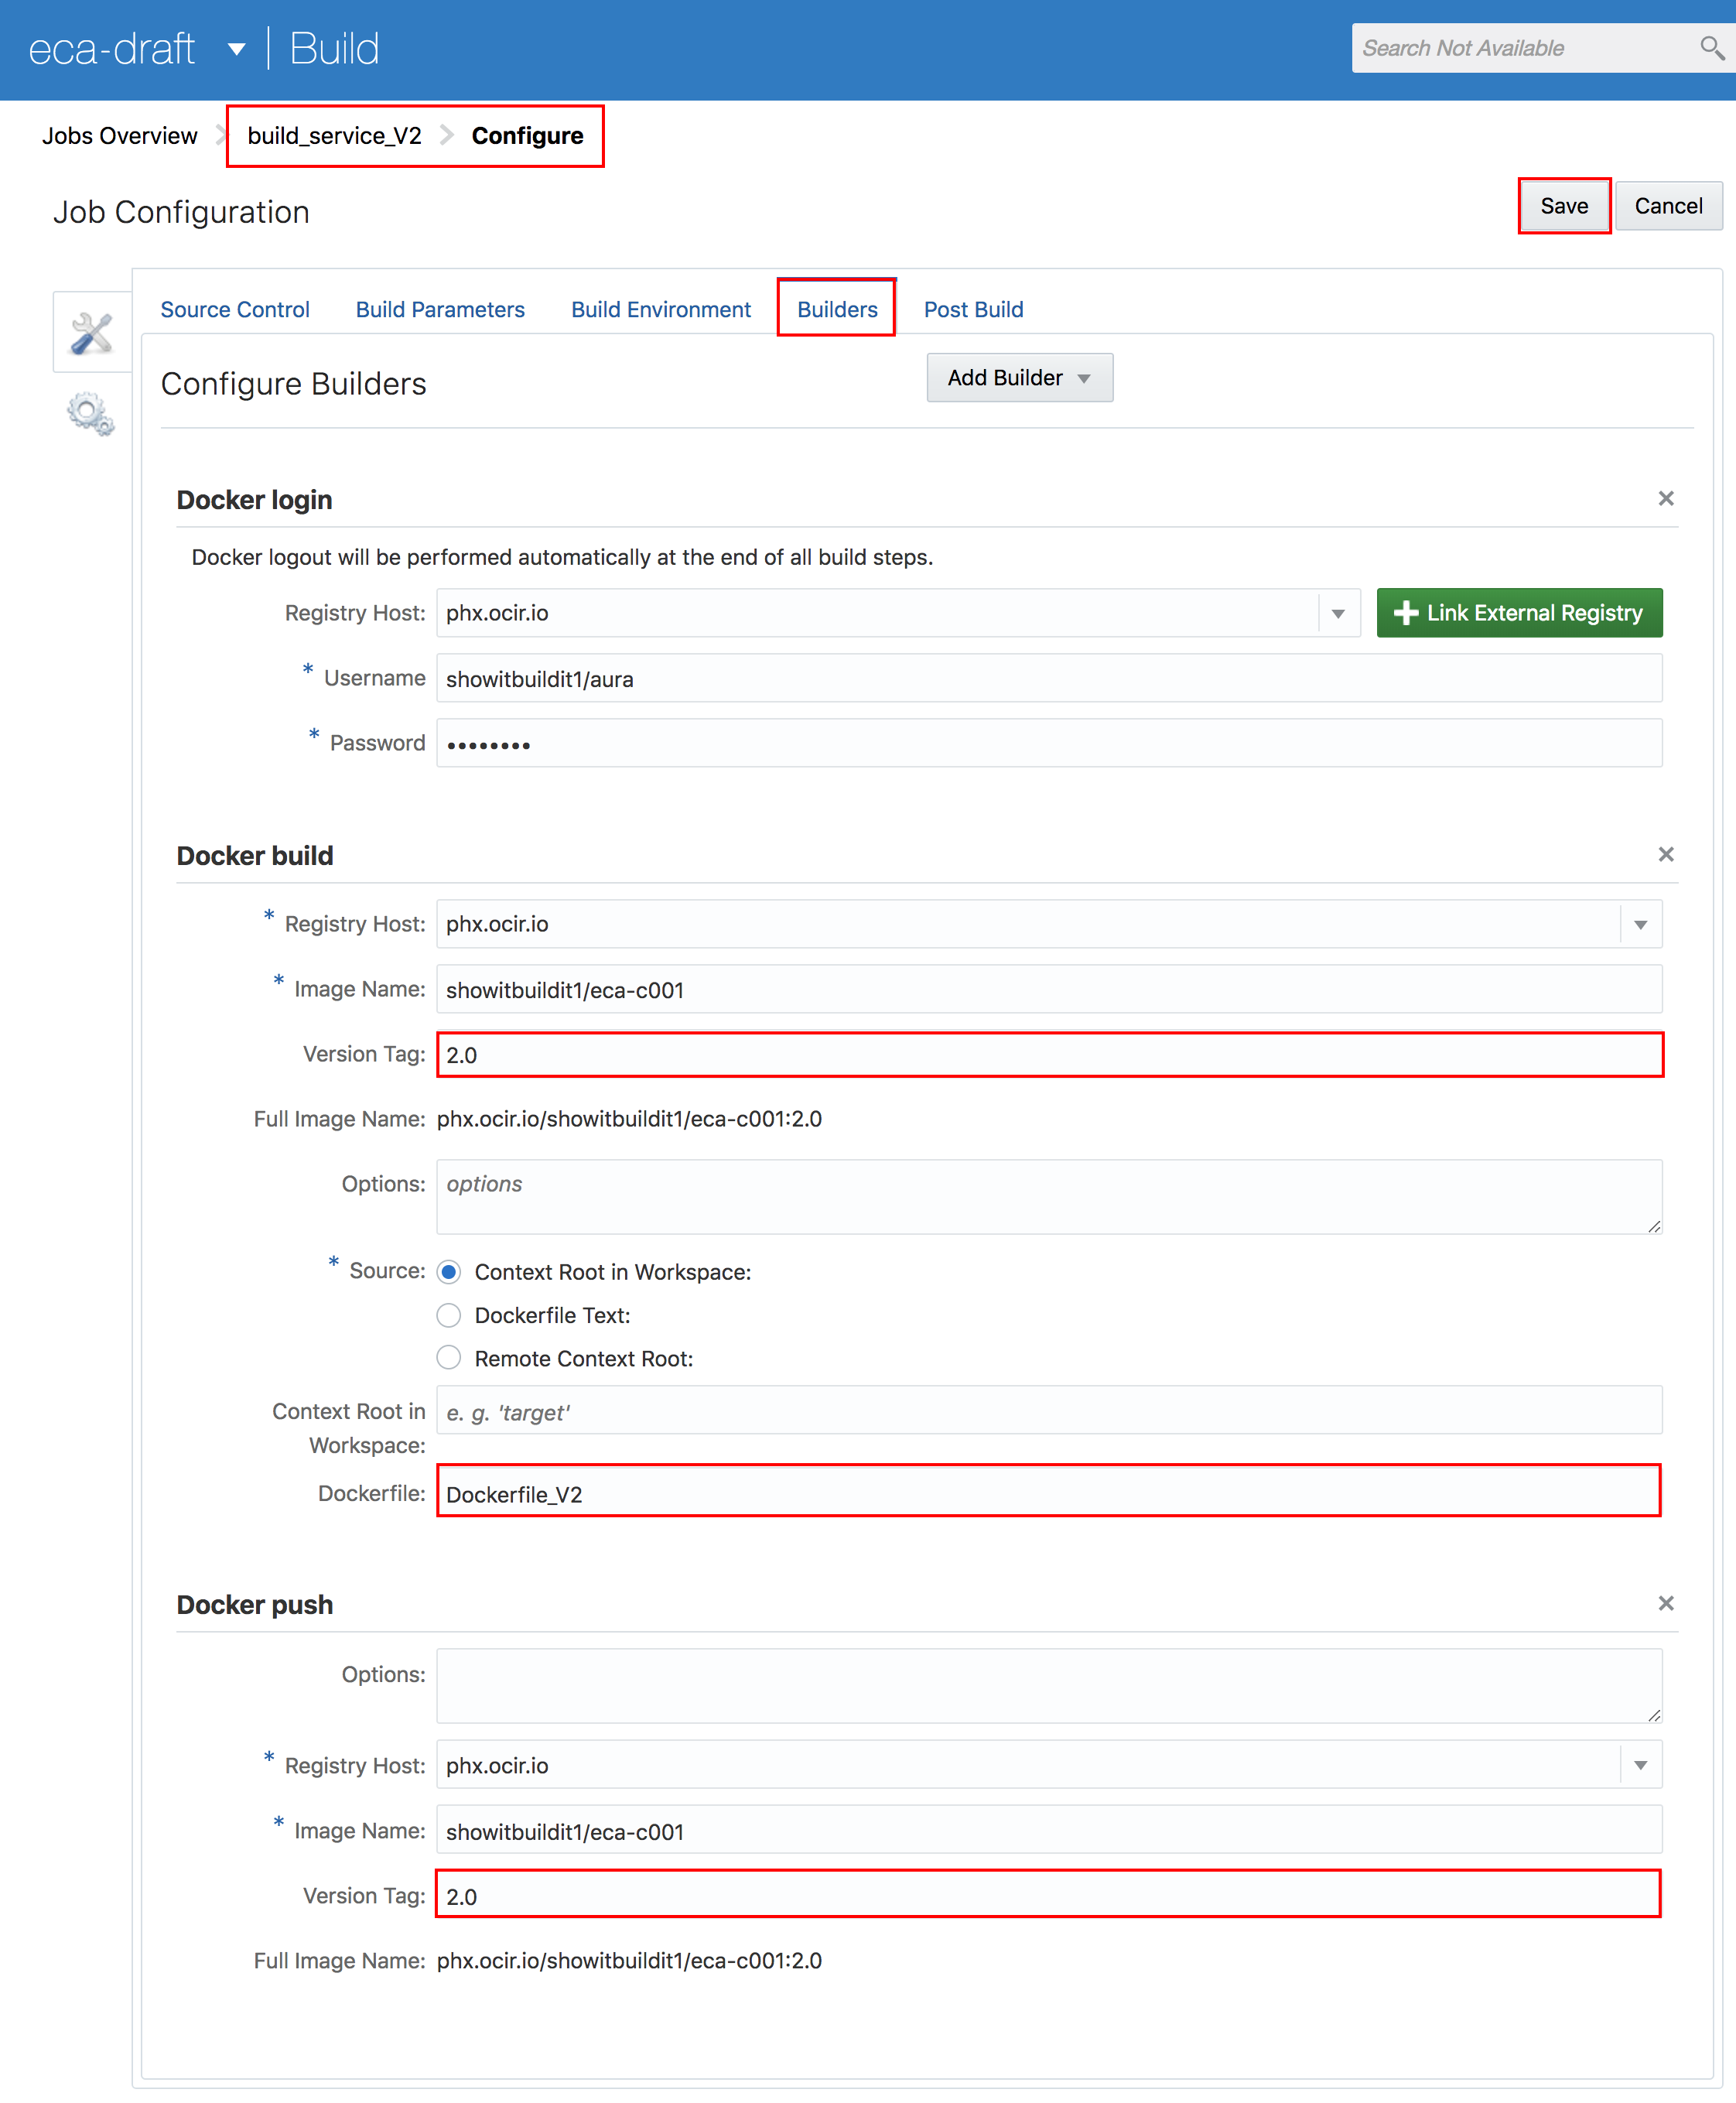 eca-draft Build
Search Not Available
Jobs Overview build_service_V2 Configure
Job Configuration
Save Cancel
Source Control Build Parameters Build Environment Builders Post Build
Configure Builders
Add Builder
Docker login
Docker logout will be performed automatically at the end of all build steps.
Registry Host: phx.ocir.io
Link External Registry
* Username showitbuildit1/aura
* Password ••••••••
Docker build
* Registry Host: phx.ocir.io
* Image Name: showitbuildit1/eca-c001
Version Tag: 2.0
Full Image Name: phx.ocir.io/showitbuildit1/eca-c001:2.0
Options: options
* Source: Context Root in Workspace:
Dockerfile Text:
Remote Context Root:
Context Root in
Workspace:
e. g. 'target'
Dockerfile: Dockerfile_V2
Docker push
Options:
* Registry Host: phx.ocir.io
* Image Name: showitbuildit1/eca-c001
Version Tag: 2.0
Full Image Name: phx.ocir.io/showitbuildit1/eca-c001:2.0